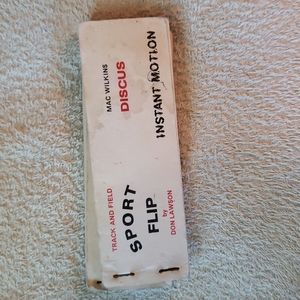 TRACK AND FIELD
SPORT
FLIP
by
DON LAWSON
MAC WILKINS
DISCUS
INSTANT MOTION